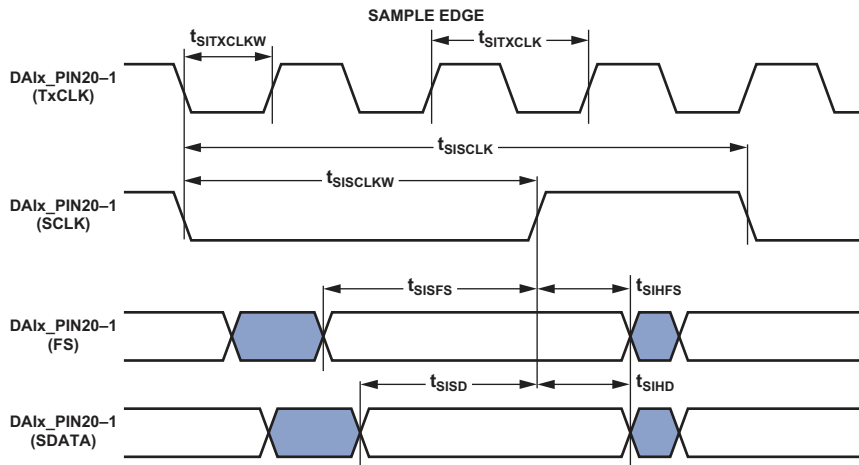 SAMPLE EDGE
tSITXCLKW
tSITXCLK
DAIx_PIN20–1
(TxCLK)
tSISCLK
tSISCLKW
DAIx_PIN20–1
(SCLK)
tSISFS
tSIHFS
DAIx_PIN20–1
(FS)
tSISD
tSIHD
DAIx_PIN20–1
(SDATA)